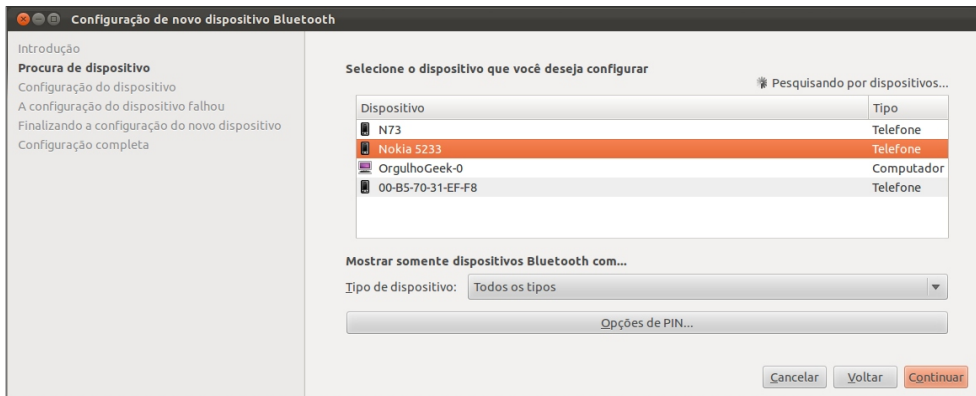 Configuração de novo dispositivo Bluetooth
Introdução
Procura de dispositivo
Configuração do dispositivo
A configuração do dispositivo falhou
Finalizando a configuração do novo dispositivo
Configuração completa
Selecione o dispositivo que você deseja configurar
Pesquisando por dispositivos...
Dispositivo Tipo
N73 Telefone
Nokia 5233 Telefone
OrgulhoGeek-0 Computador
00-B5-70-31-EF-F8 Telefone
Mostrar somente dispositivos Bluetooth com...
Tipo de dispositivo: Todos os tipos
Opções de PIN...
Cancelar Voltar Continuar